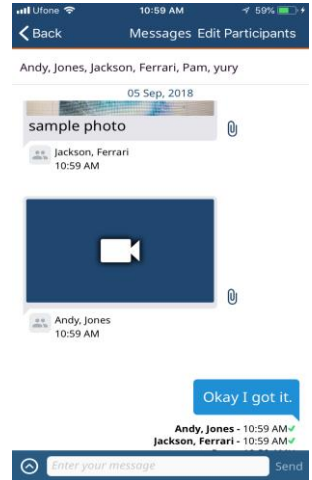 Ufone 10:59 AM 59%
Back Messages Edit Participants
Andy, Jones, Jackson, Ferrari, Pam, yury
05 Sep, 2018
sample photo
Jackson, Ferrari
10:59 AM
Andy, Jones
10:59 AM
Okay I got it.
Andy, Jones - 10:59 AM✔
Jackson, Ferrari - 10:59 AM✔
Enter your message Send